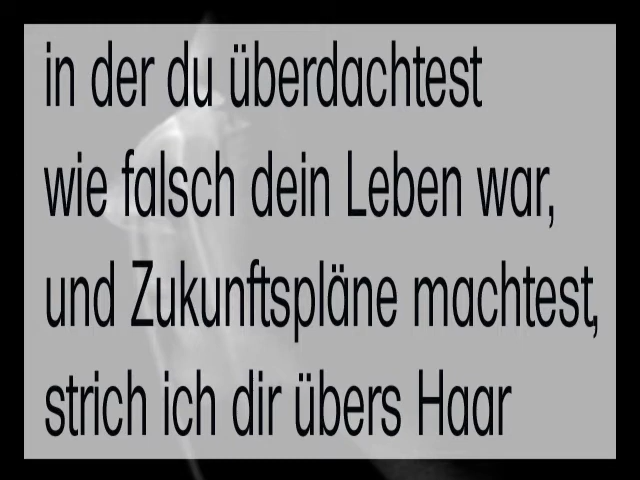 in der du überdachtest
wie falsch dein Leben war,
und Zukunftspläne machtest,
strich ich dir übers Haar